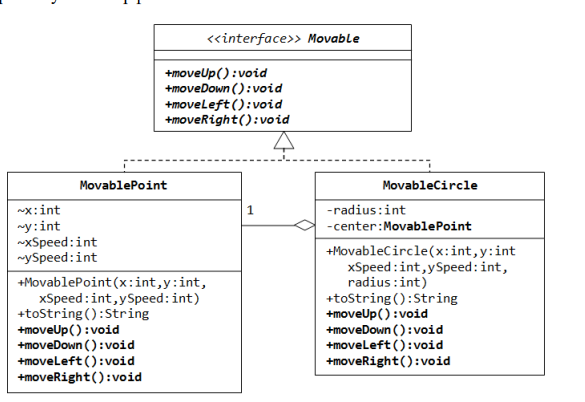 <<interface>> Movable
+moveUp():void
+moveDown():void
+moveLeft():void
+moveRight():void
MovablePoint
~x:int
~y:int
~xSpeed:int
~ySpeed:int
+MovablePoint(x:int,y:int,
xSpeed:int,ySpeed:int)
+toString():String
+moveUp():void
+moveDown():void
+moveLeft():void
+moveRight():void
1
MovableCircle
-radius:int
-center:MovablePoint
+MovableCircle(x:int,y:int
xSpeed:int,ySpeed:int,
radius:int)
+toString():String
+moveUp():void
+moveDown():void
+moveLeft():void
+moveRight():void